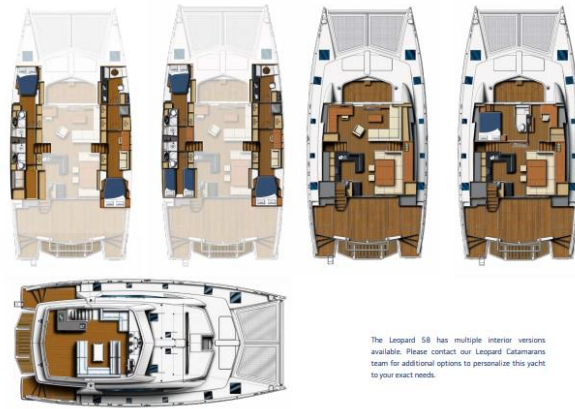 The Leopard 58 has multiple interior versions
available. Please contact our Leopard Catamarans
team for additional options to personalize this yacht
to your exact needs.